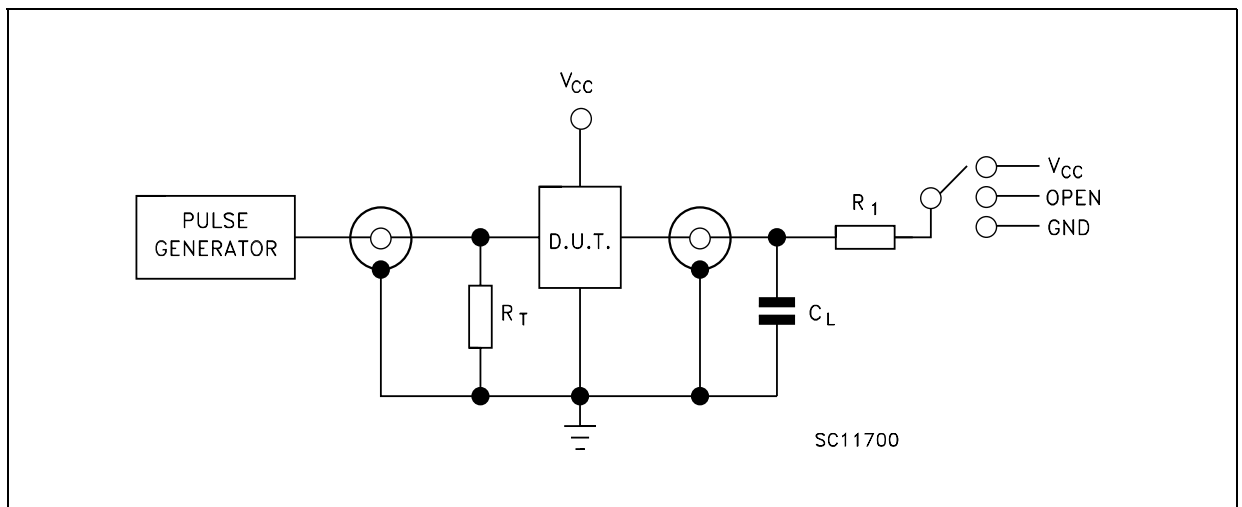 VCC
PULSE
GENERATOR
D.U.T.
RT
CL
R1
VCC
OPEN
GND
SC11700